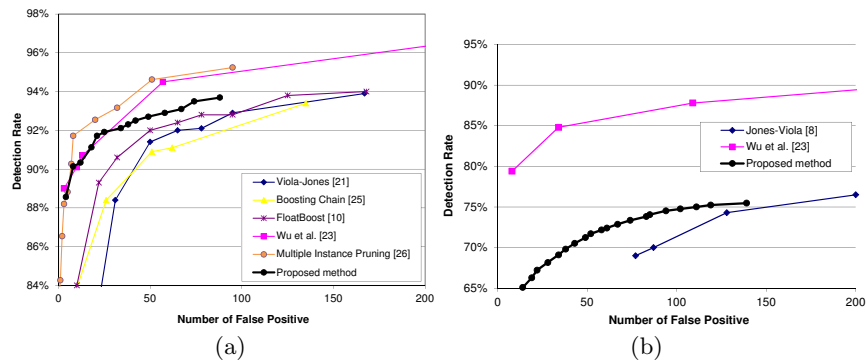 98%
96%
94%
92%
90%
88%
86%
84%
0
50
100
150
200
Detection Rate
Number of False Positive
Viola-Jones [21]
Boosting Chain [25]
FloatBoost [10]
Wu et al. [23]
Multiple Instance Pruning [26]
Proposed method
(a)
95%
90%
85%
80%
75%
70%
65%
0
50
100
150
200
Detection Rate
Number of False Positive
Jones-Viola [8]
Wu et al. [23]
Proposed method
(b)